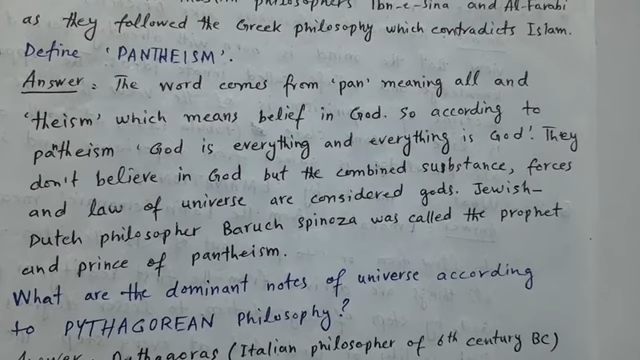 philosophers Ibn-e-Sina and Al-Farabi
as they followed the Greek philosophy which contradicts Islam.
Define 'PANTHEISM'.
Answer: The word comes from 'pan' meaning all and
'theism' which means belief in God. So according to
pantheism 'God is everything and everything is God'. They
don't believe in God but the combined substance, forces
and law of universe are considered gods. Jewish-
Dutch philosopher Baruch Spinoza was called the prophet
and prince of pantheism.
What are the dominant notes of universe according
to PYTHAGOREAN Philosophy?
Answer: Pythagoras (Italian philosopher of 6th century BC)